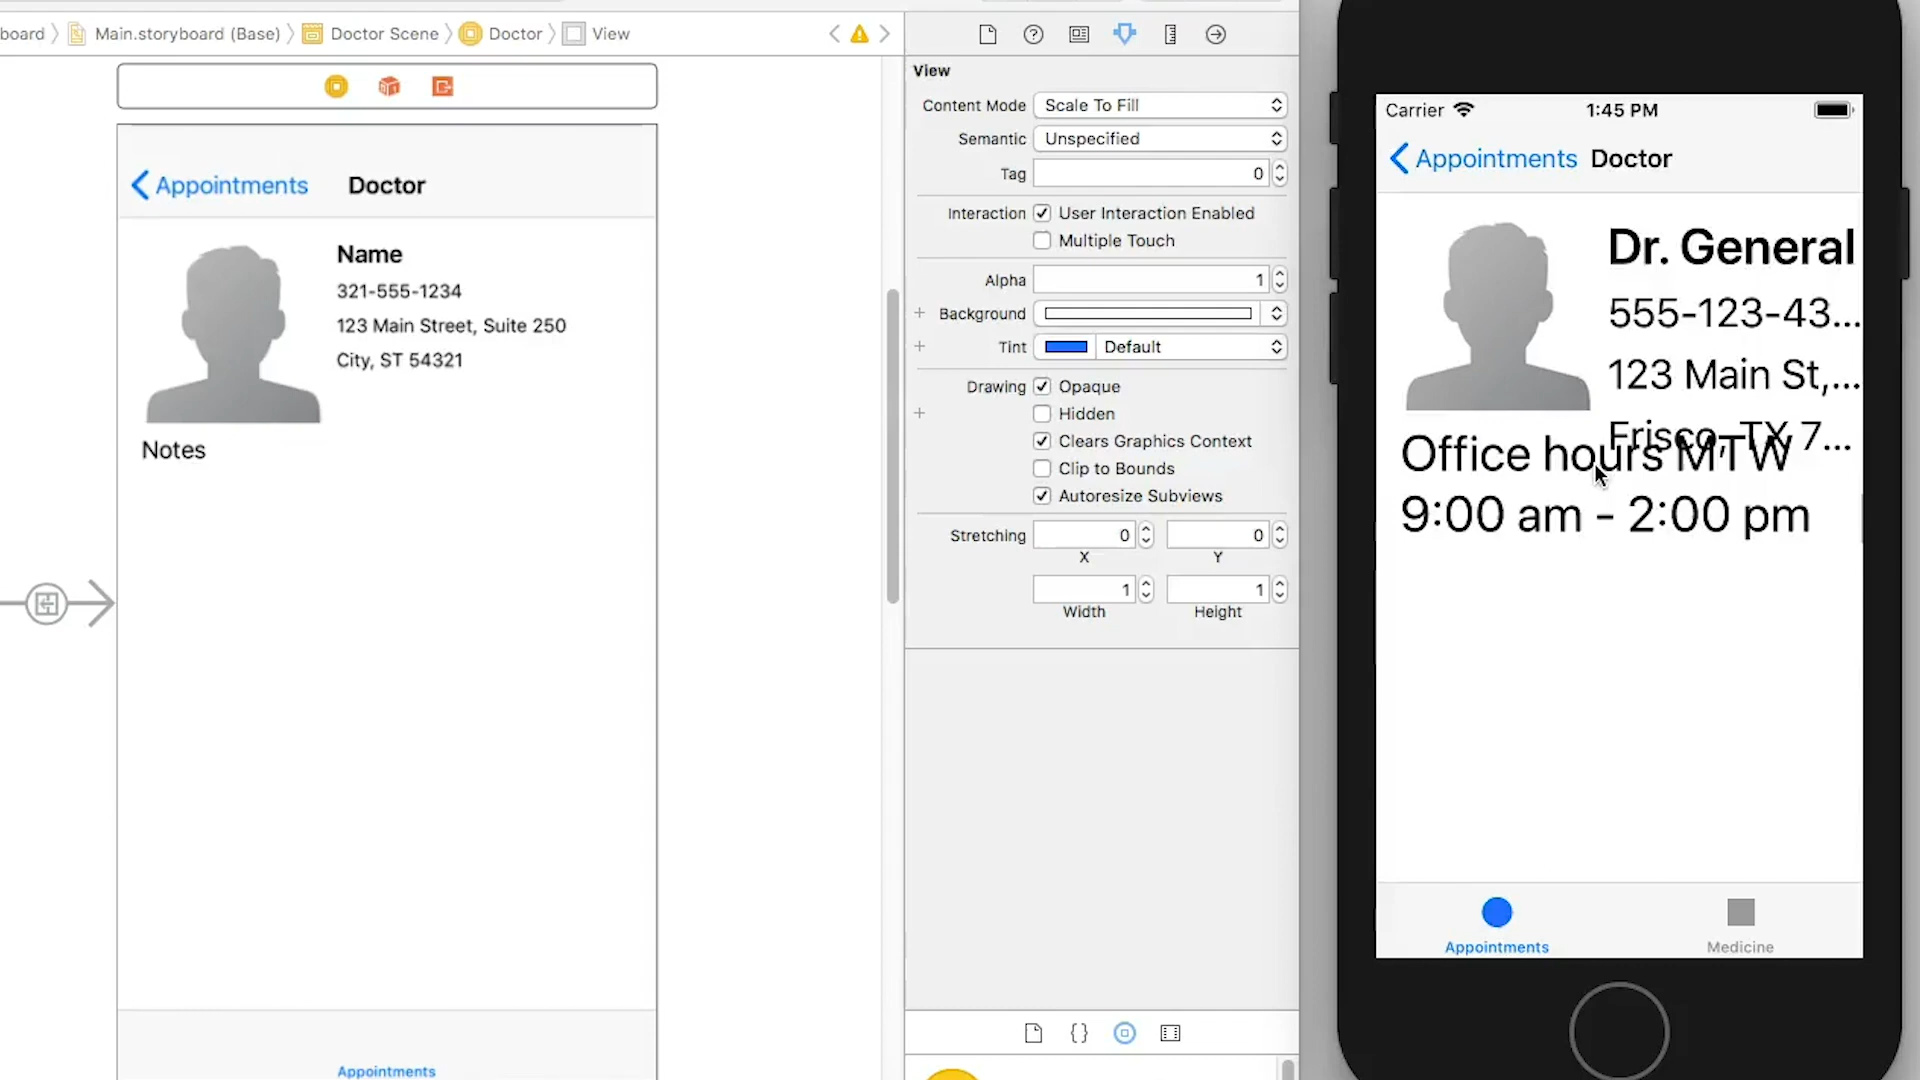 board
Main.storyboard (Base)
Doctor Scene
Doctor
View
Appointments
Doctor
Name
321-555-1234
123 Main Street, Suite 250
City, ST 54321
Notes
Appointments
View
Content Mode Scale To Fill
Semantic Unspecified
Tag 0
Interaction User Interaction Enabled
Multiple Touch
Alpha 1
Background
Tint Default
Drawing Opaque
Hidden
Clears Graphics Context
Clip to Bounds
Autoresize Subviews
Stretching 0 0
X Y
1 1
Width Height
Carrier 1:45 PM
Appointments Doctor
Dr. General
555-123-43...
123 Main St,...
Frisco, TX 7...
Office hours MTW
9:00 am - 2:00 pm
Appointments Medicine